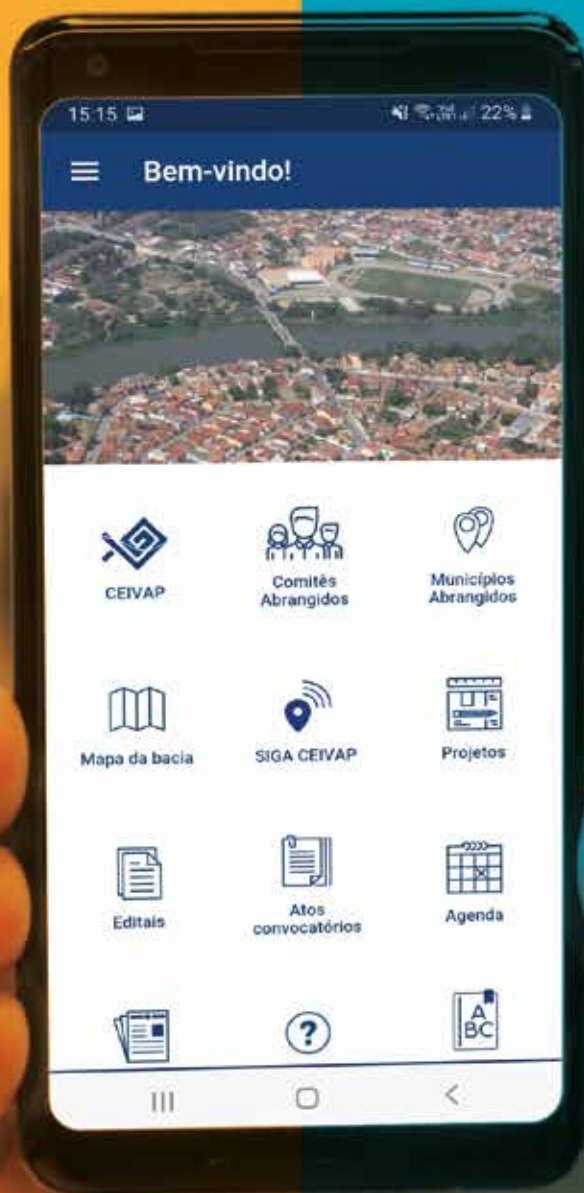 15:15
22%
Bem-vindo!
CEIVAP
Comitês
Abrangidos
Municípios
Abrangidos
Mapa da bacia
SIGA CEIVAP
Projetos
Editais
Atos
convocatórios
Agenda
?
A
BC